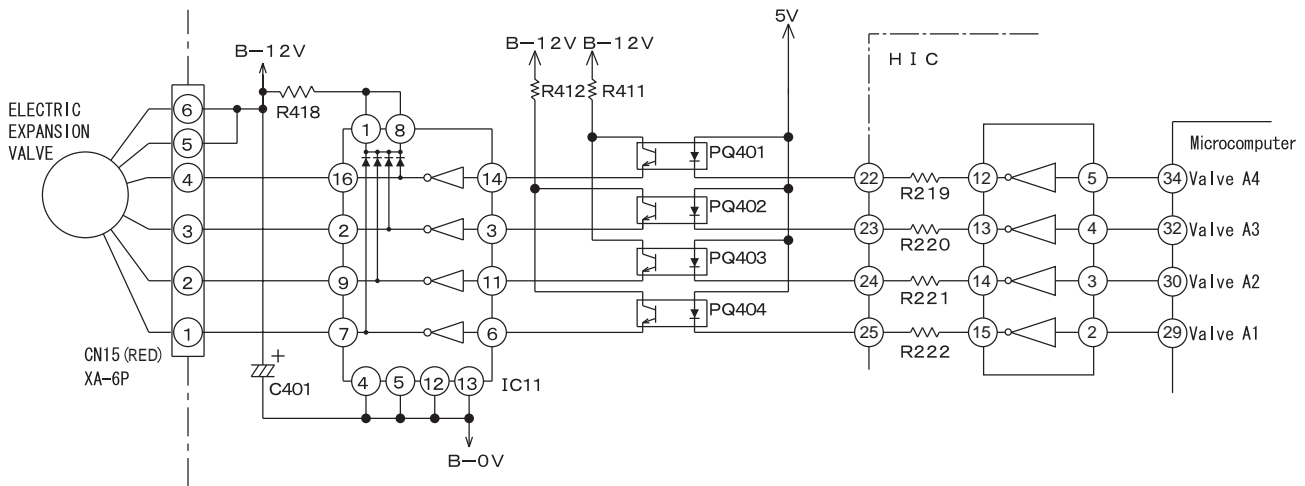 5V
B-12V
B-12V B-12V
H I C
R418
R412 R411
ELECTRIC
EXPANSION
VALVE
Microcomputer
6
1 8
5
PQ401
4 16 14 22 R219 12 5 34 Valve A4
PQ402
3 2 3 23 R220 13 4 32 Valve A3
PQ403
2 9 11 24 R221 14 3 30 Valve A2
PQ404
1 7 6 25 R222 15 2 29 Valve A1
CN15(RED)
XA-6P
+
C401
4 5 12 13 IC11
B-0V